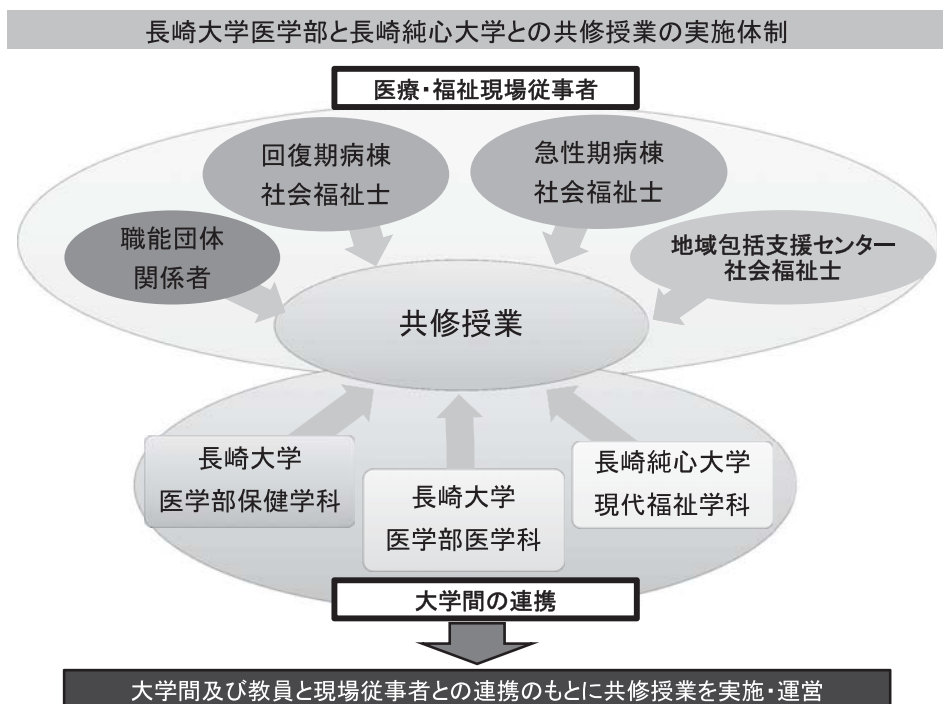 長崎大学医学部と長崎純心大学との共修授業の実施体制
医療・福祉現場従事者
回復期病棟
社会福祉士
急性期病棟
社会福祉士
職能団体
関係者
地域包括支援センター
社会福祉士
共修授業
長崎大学
医学部保健学科
長崎大学
医学部医学科
長崎純心大学
現代福祉学科
大学間の連携
大学間及び教員と現場従事者との連携のもとに共修授業を実施・運営